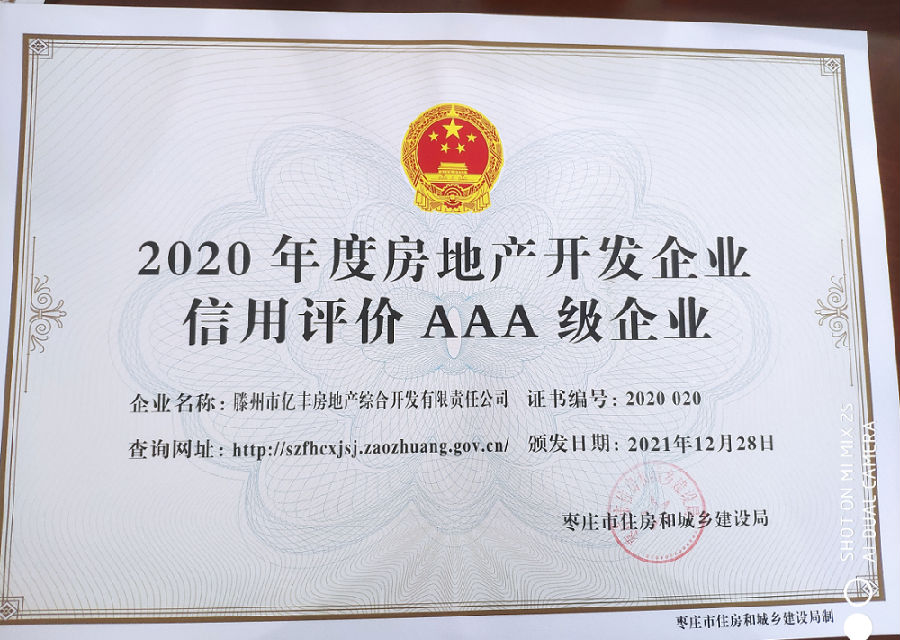 2020 年度房地产开发企业
信用评价 AAA 级企业
企业名称：滕州市亿丰房地产综合开发有限责任公司 证书编号：2020 020
查询网址：http://szfhcxjsj.zaozhuang.gov.cn/ 颁发日期：2021年12月28日
枣庄市住房和城乡建设局
枣庄市住房和城乡建设局制
SHOT ON MI MIX 2S
AI DUAL CAMERA